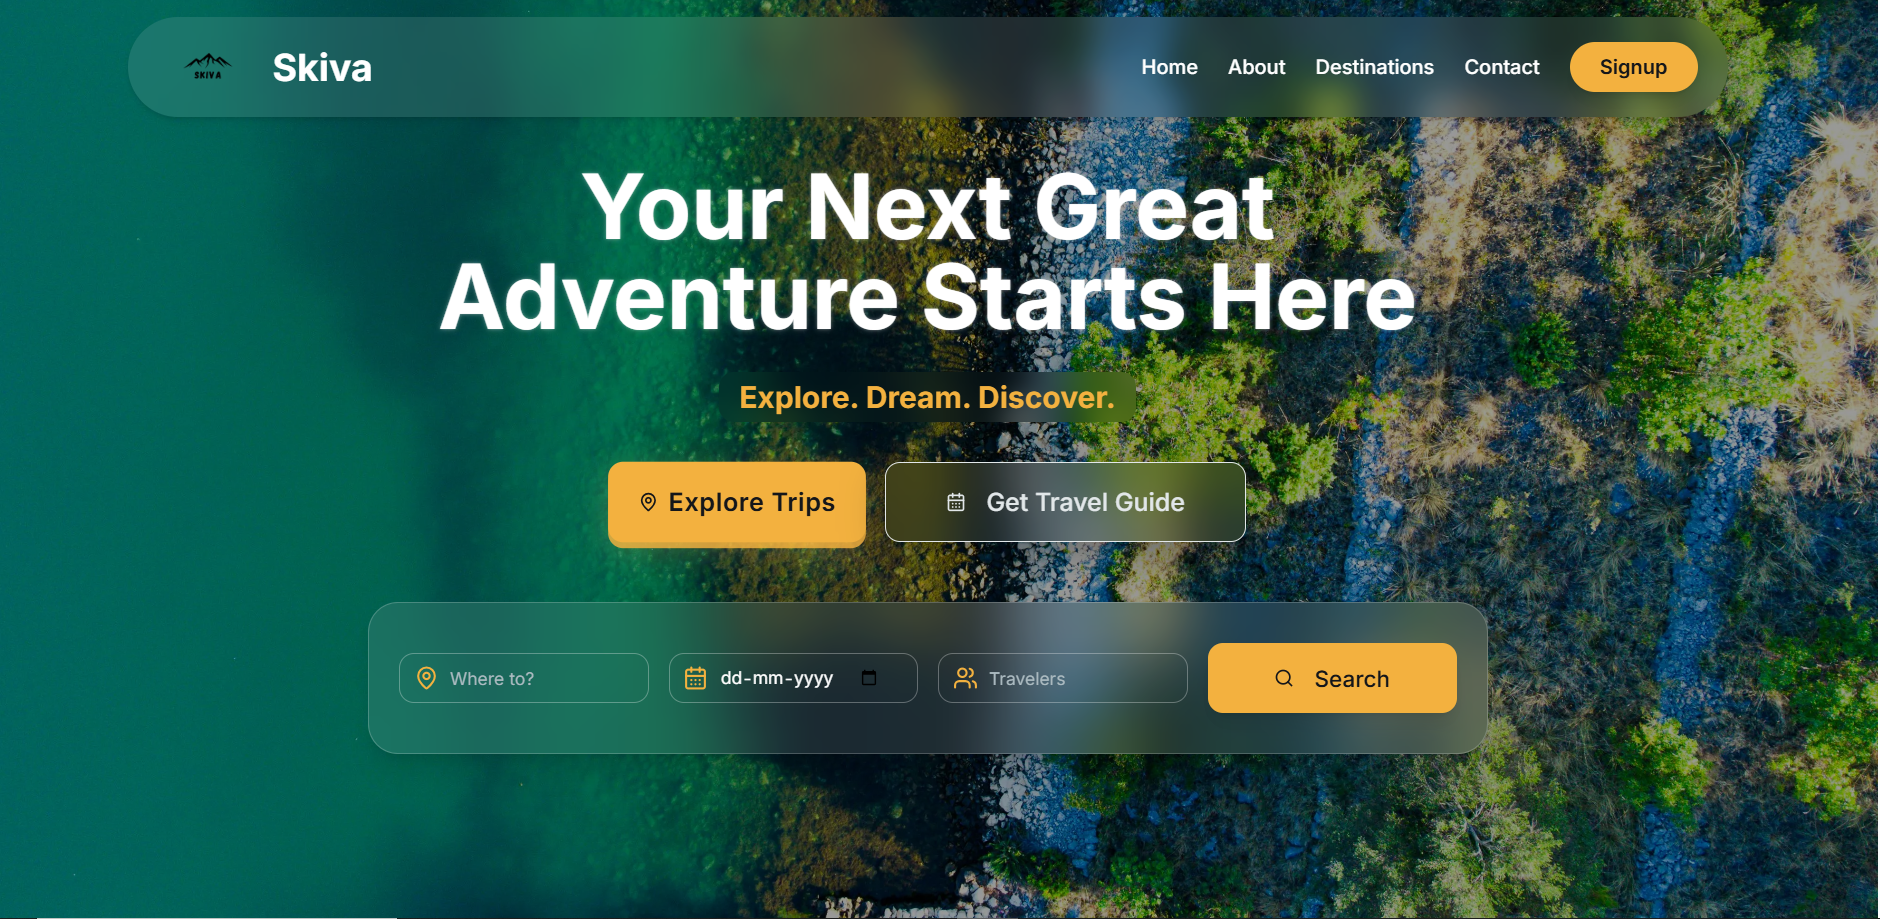 SKIVA
Skiva
Home About Destinations Contact Signup
Your Next Great
Adventure Starts Here
Explore. Dream. Discover.
Explore Trips Get Travel Guide
Where to? dd-mm-yyyy Travelers Search